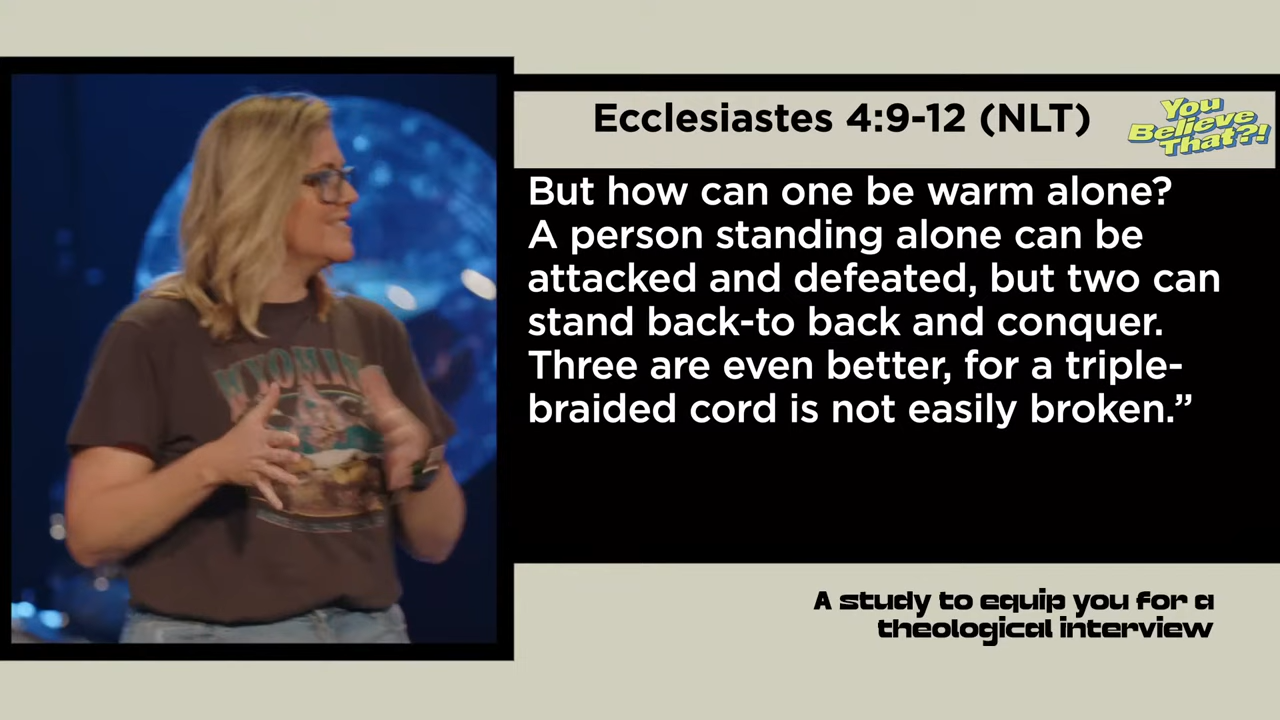 Ecclesiastes 4:9-12 (NLT)
You
Believe
That?!
But how can one be warm alone?
A person standing alone can be
attacked and defeated, but two can
stand back-to back and conquer.
Three are even better, for a triple-
braided cord is not easily broken.”
A study to equip you for a
theological interview